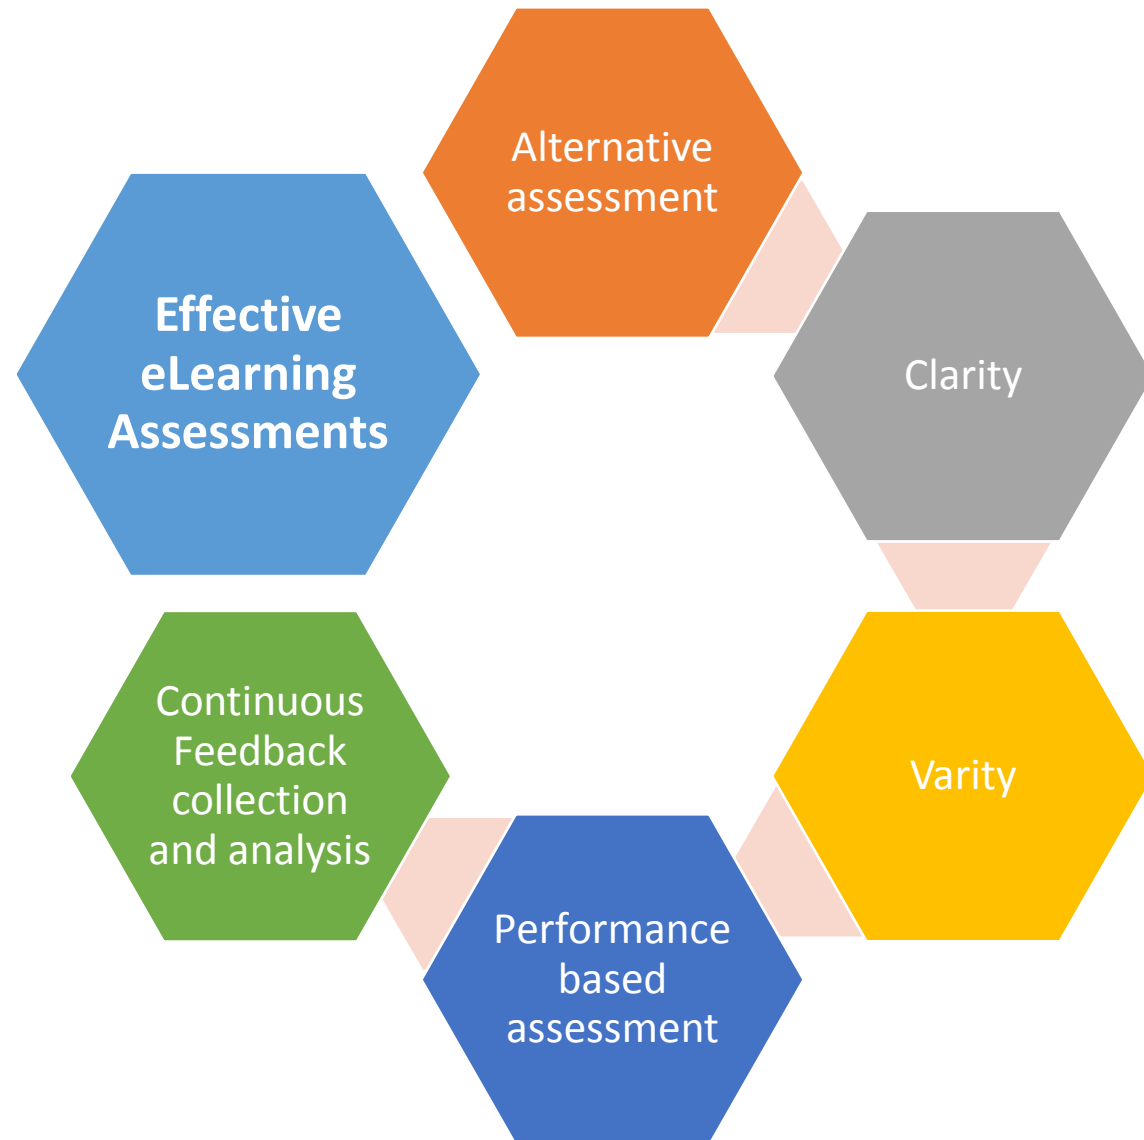 Effective
eLearning
Assessments
Alternative
assessment
Clarity
Varity
Performance
based
assessment
Continuous
Feedback
collection
and analysis